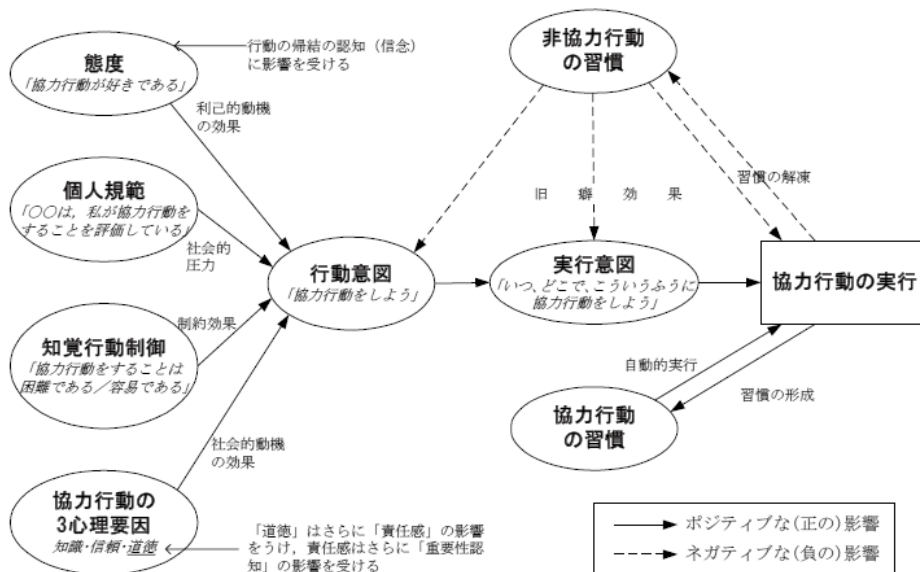 態度
「協力行動が好きである」
行動の帰結の認知（信念）
に影響を受ける
利己的動機
の効果
個人規範
「〇〇は，私が協力行動を
することを評価している」
社会的
圧力
知覚行動制御
「協力行動をすることは
困難である／容易である」
制約効果
協力行動の
3心理要因
知識・信頼・道徳
社会的動機
の効果
「道徳」はさらに「責任感」の影響
をうけ，責任感はさらに「重要性認
知」の影響を受ける
行動意図
「協力行動をしよう」
非協力行動
の習慣
旧癖効果
習慣の解凍
実行意図
「いつ、どこで、こういうふうに
協力行動をしよう」
協力行動の実行
自動的実行
習慣の形成
協力行動
の習慣
ポジティブな(正の)影響
ネガティブな(負の)影響